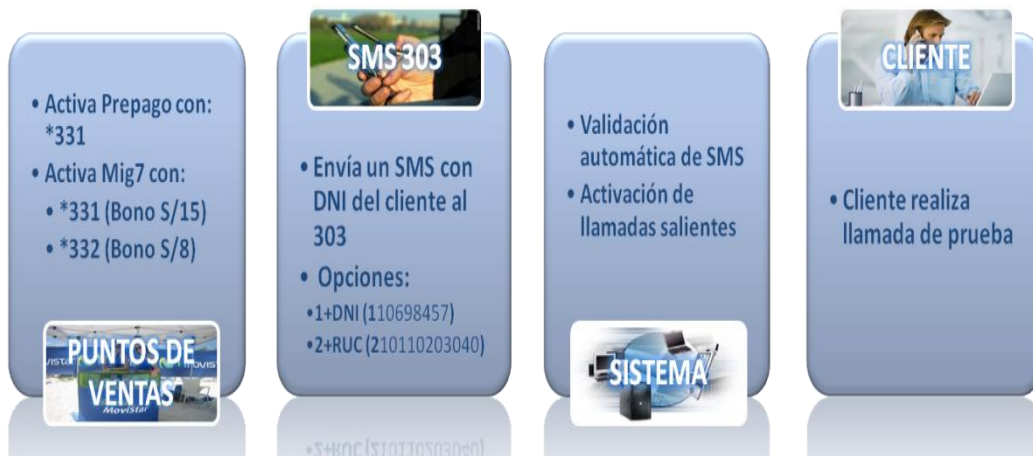 • Activa Prepago con:
*331
• Activa Mig7 con:
• *331 (Bono S/15)
• *332 (Bono S/8)
PUNTOS DE
VENTAS
MoviStar
SMS 303
• Envía un SMS con
DNI del cliente al
303
• Opciones:
•1+DNI (110698457)
•2+RUC (210110203040)
• Validación
automática de SMS
• Activación de
llamadas salientes
SISTEMA
CLIENTE
• Cliente realiza
llamada de prueba